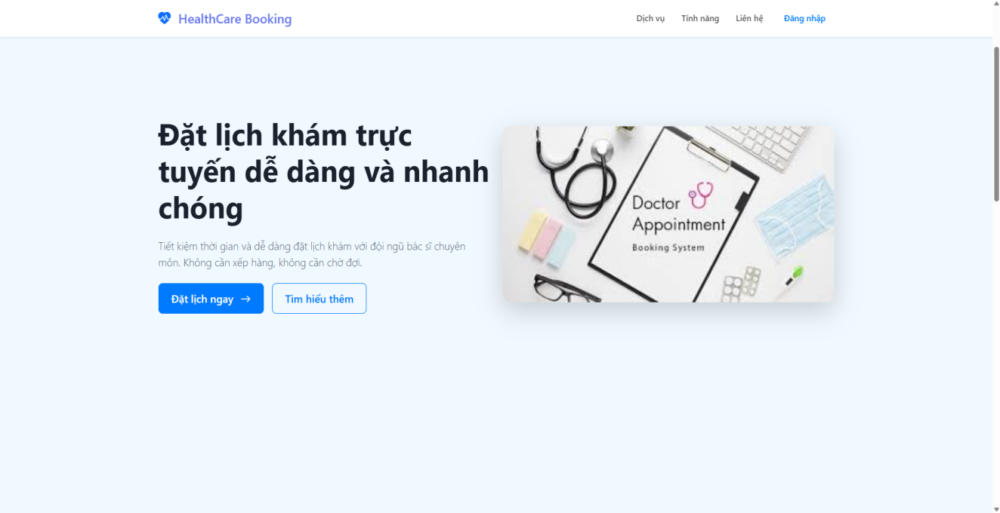 HealthCare Booking
Dịch vụ
Tính năng
Liên hệ
Đăng nhập
Đặt lịch khám trực
tuyến dễ dàng và nhanh
chóng
Tiết kiệm thời gian và dễ dàng đặt lịch khám với đội ngũ bác sĩ chuyên
môn. Không cần xếp hàng, không cần chờ đợi.
Đặt lịch ngay →
Tìm hiểu thêm
Doctor
Appointment
Booking System